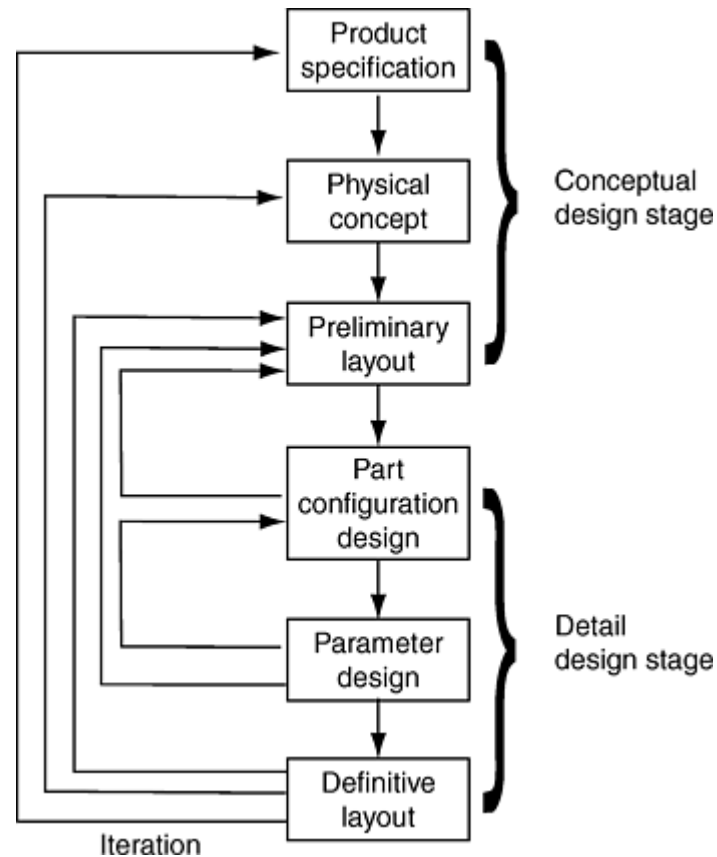 Product
specification
Physical
concept
Conceptual
design stage
Preliminary
layout
Part
configuration
design
Parameter
design
Detail
design stage
Definitive
layout
Iteration